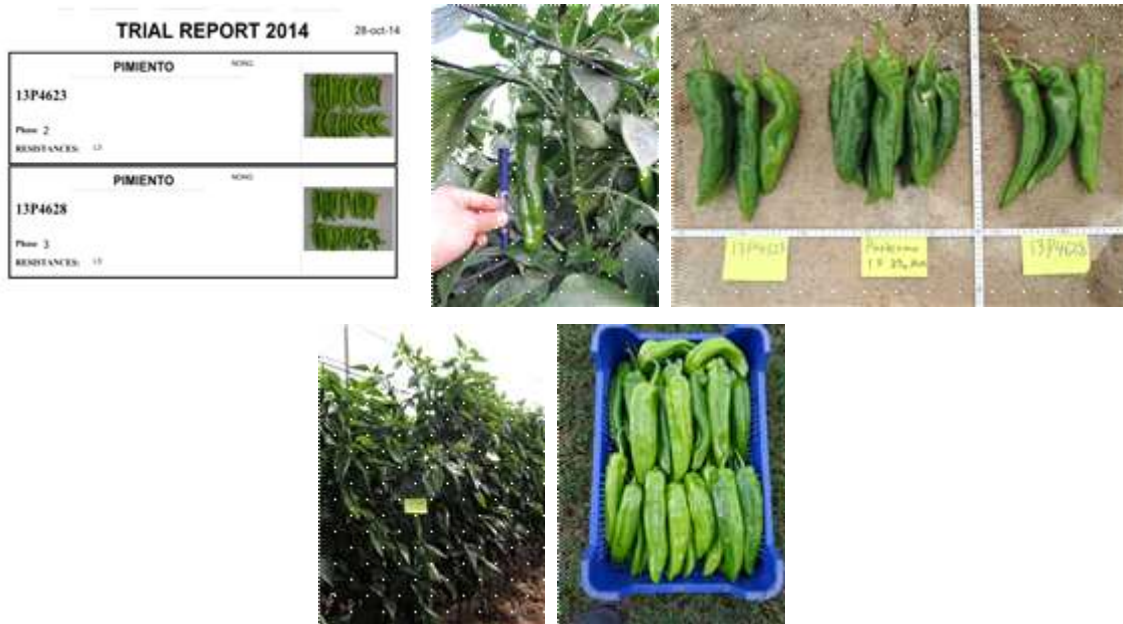 TRIAL REPORT 2014
28-oct-14
PIMIENTO
13P4623
Phase 2
RESISTANCES:
PIMIENTO
13P4628
Phase 3
RESISTANCES:
13P4623
13P4628